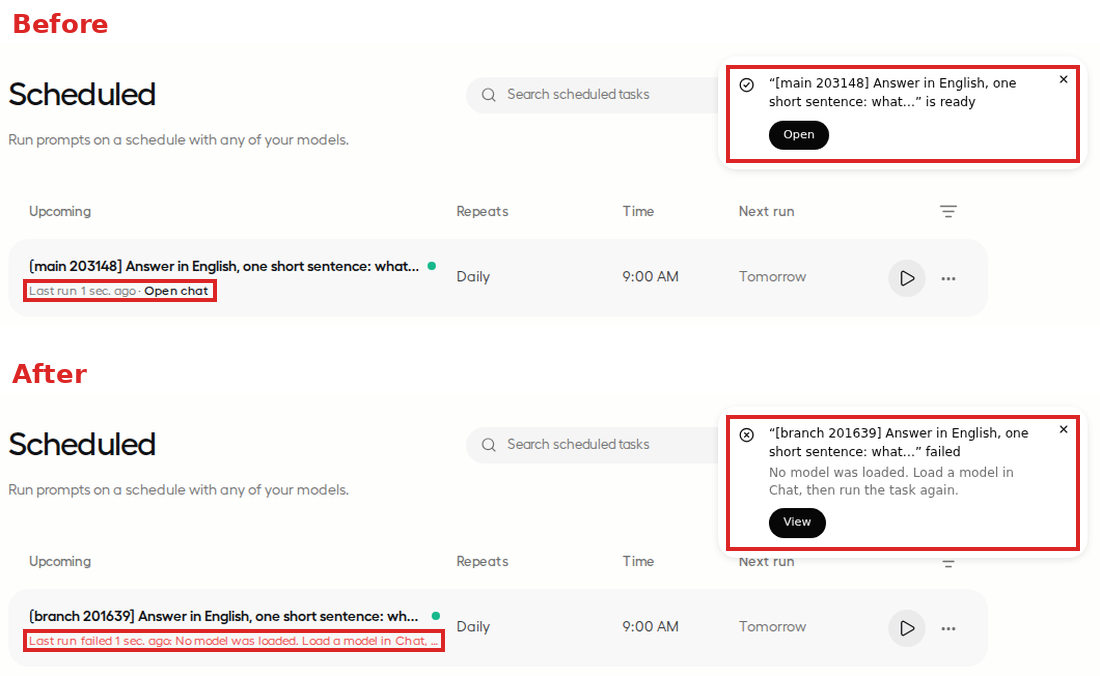 Before
Scheduled
Search scheduled tasks
“[main 203148] Answer in English, one
short sentence: what...” is ready
Open
Run prompts on a schedule with any of your models.
Upcoming
Repeats
Time
Next run
[main 203148] Answer in English, one short sentence: what...
Last run 1 sec. ago · Open chat
Daily
9:00 AM
Tomorrow
After
Scheduled
Search scheduled tasks
“[branch 201639] Answer in English, one
short sentence: what...” failed
No model was loaded. Load a model in
Chat, then run the task again.
View
Run prompts on a schedule with any of your models.
Upcoming
Repeats
Time
Next run
[branch 201639] Answer in English, one short sentence: wh...
Last run failed 1 sec. ago: No model was loaded. Load a model in Chat, ...
Daily
9:00 AM
Tomorrow